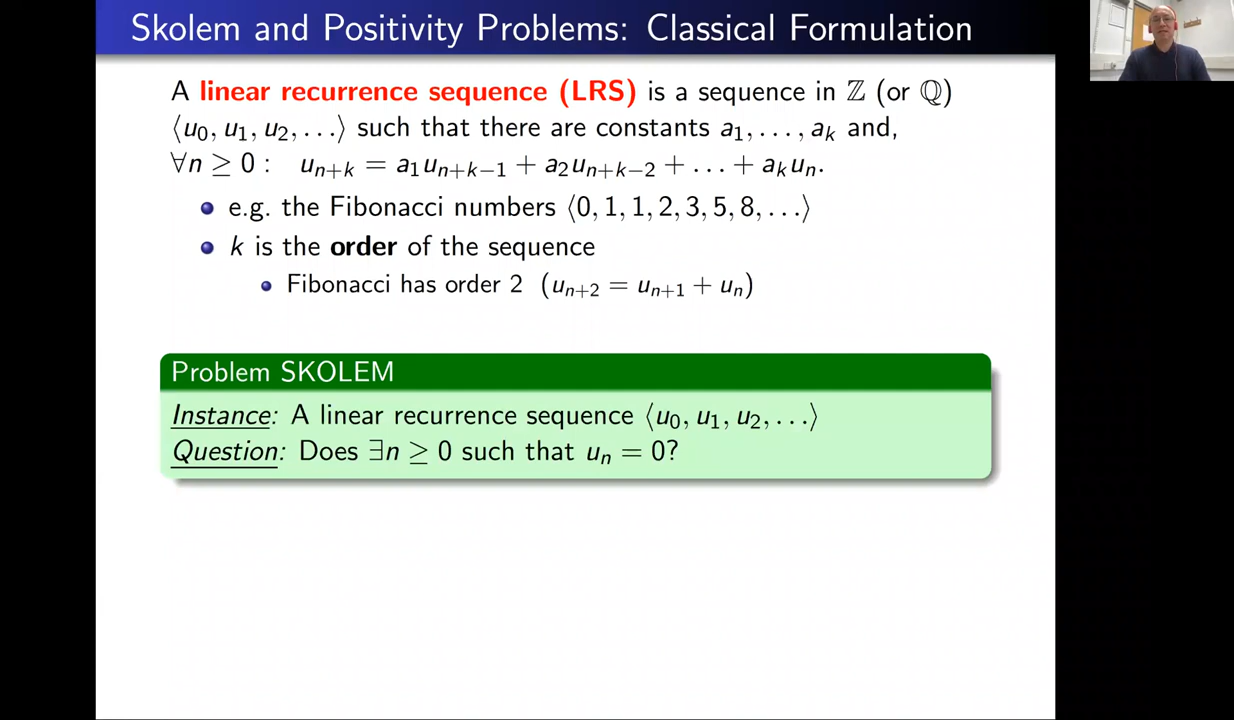 Skolem and Positivity Problems: Classical Formulation
A linear recurrence sequence (LRS) is a sequence in ℤ (or ℚ)
⟨u₀, u₁, u₂, . . .⟩ such that there are constants a₁, . . . , aₖ and,
∀n ≥ 0 : uₙ₊ₖ = a₁uₙ₊ₖ₋₁ + a₂uₙ₊ₖ₋₂ + . . . + aₖuₙ.
e.g. the Fibonacci numbers ⟨0, 1, 1, 2, 3, 5, 8, . . .⟩
k is the order of the sequence
Fibonacci has order 2 (uₙ₊₂ = uₙ₊₁ + uₙ)
Problem SKOLEM
Instance: A linear recurrence sequence ⟨u₀, u₁, u₂, . . .⟩
Question: Does ∃n ≥ 0 such that uₙ = 0?